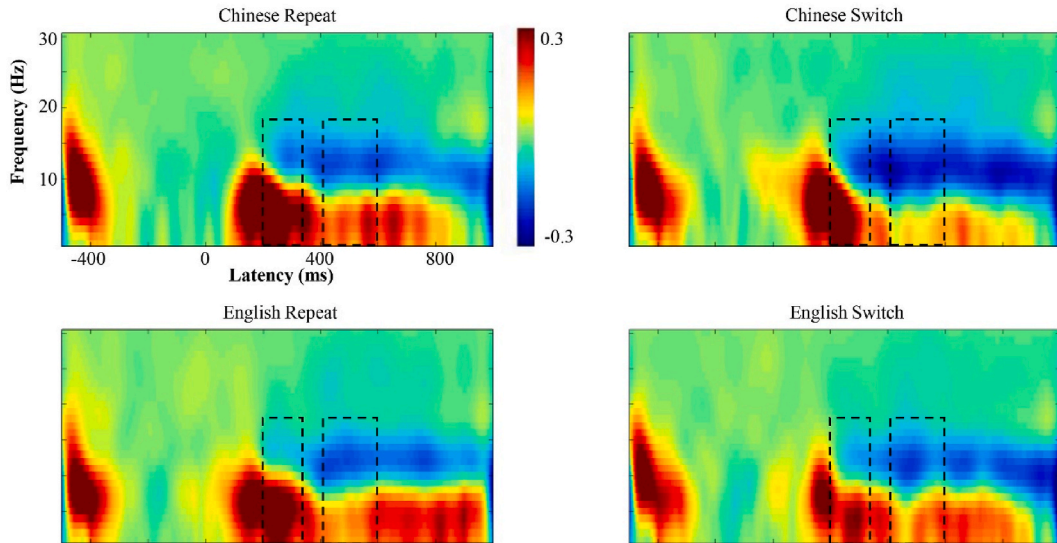 Chinese Repeat
Chinese Switch
30
20
10
Frequency (Hz)
0.3
-0.3
-400
0
400
800
Latency (ms)
English Repeat
English Switch